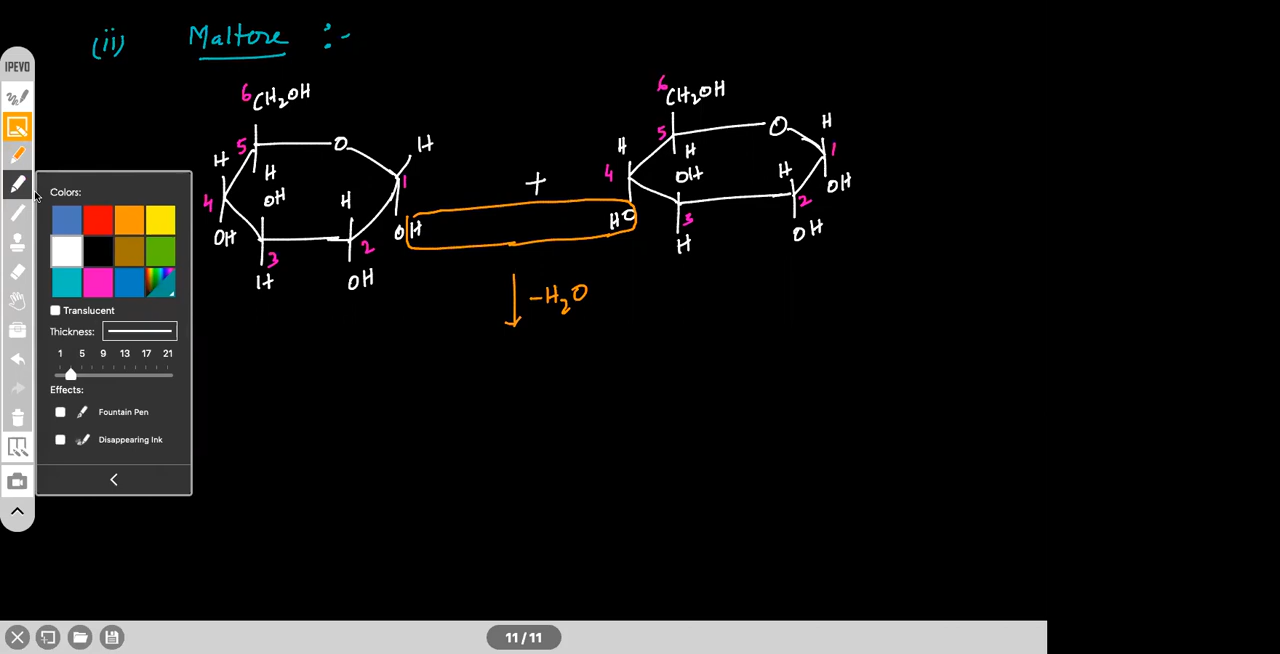 (ii) Maltose :-
6 CH2OH
5 O H
H H 1
4 OH H
OH OH
3 2
H OH
+
6 CH2OH
5 O H
H H H 1
4 OH 2 OH
HO 3 OH
H
-H2O
IPEVO
Colors:
Translucent
Thickness:
1 5 9 13 17 21
Effects:
Fountain Pen
Disappearing Ink
<
11/11